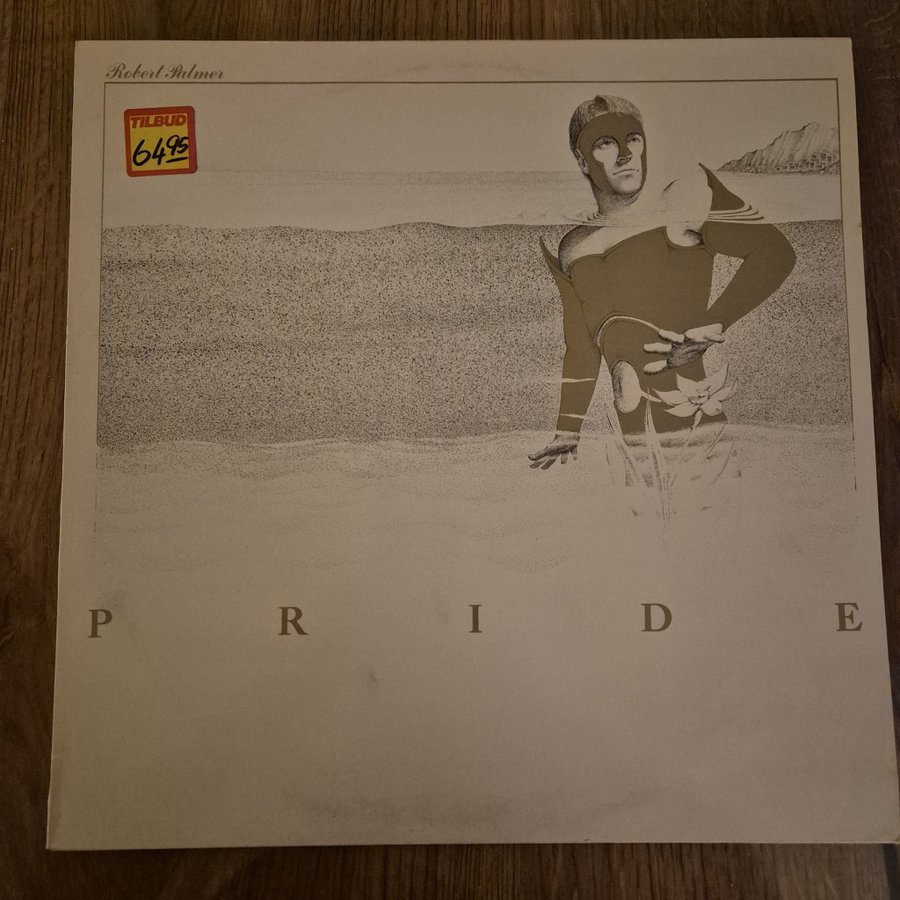 Robert Palmer
TILBUD
6495
P R I D E